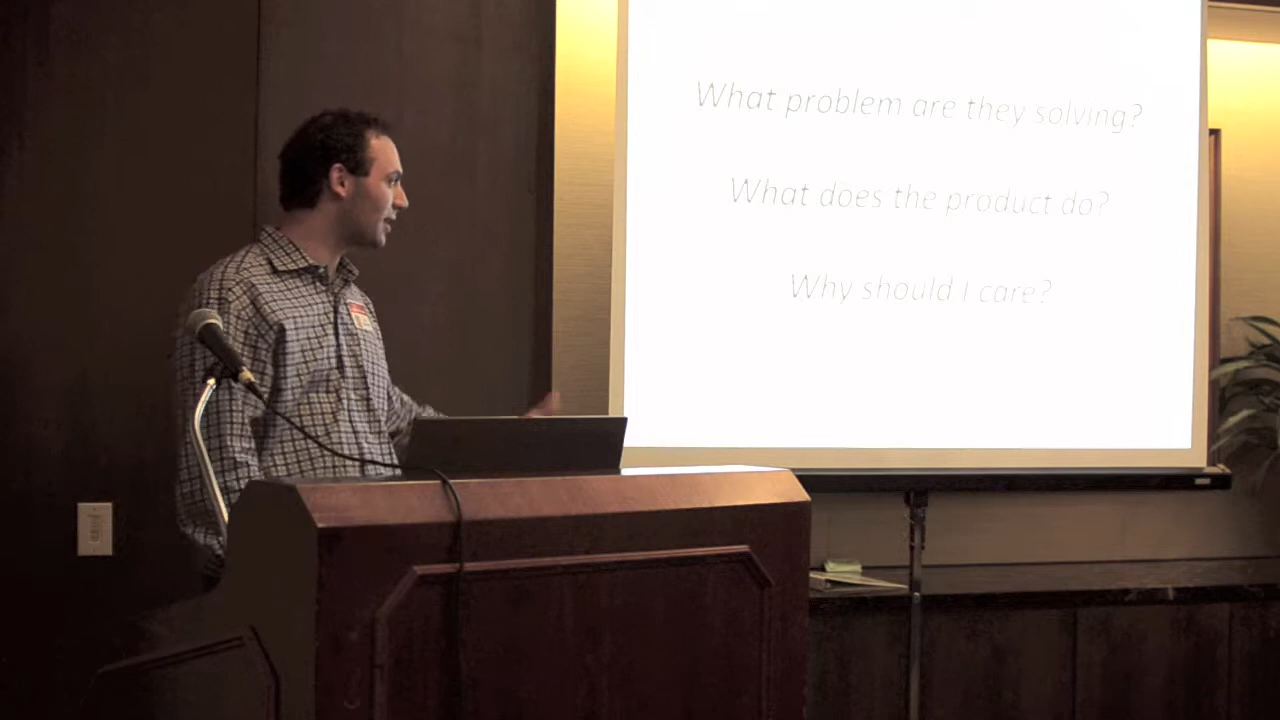 What problem are they solving?
What does the product do?
Why should I care?